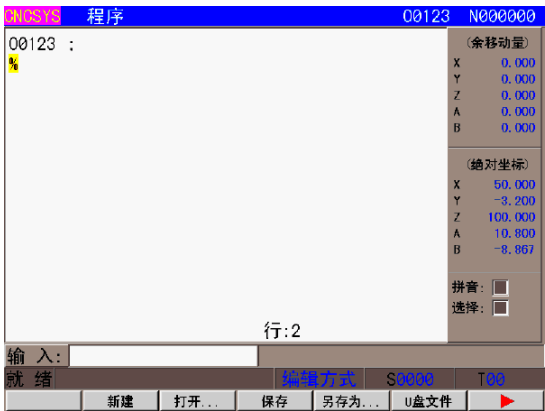 CNCSYS 程序 O0123 N000000
O0123 :
%
行:2
(余移动量)
X 0.000
Y 0.000
Z 0.000
A 0.000
B 0.000
(绝对坐标)
X 50.000
Y -3.200
Z 100.000
A 10.800
B -8.867
拼音:
选择:
输 入:
就 绪 编辑方式 S0000 T00
新建 打开... 保存 另存为... U盘文件